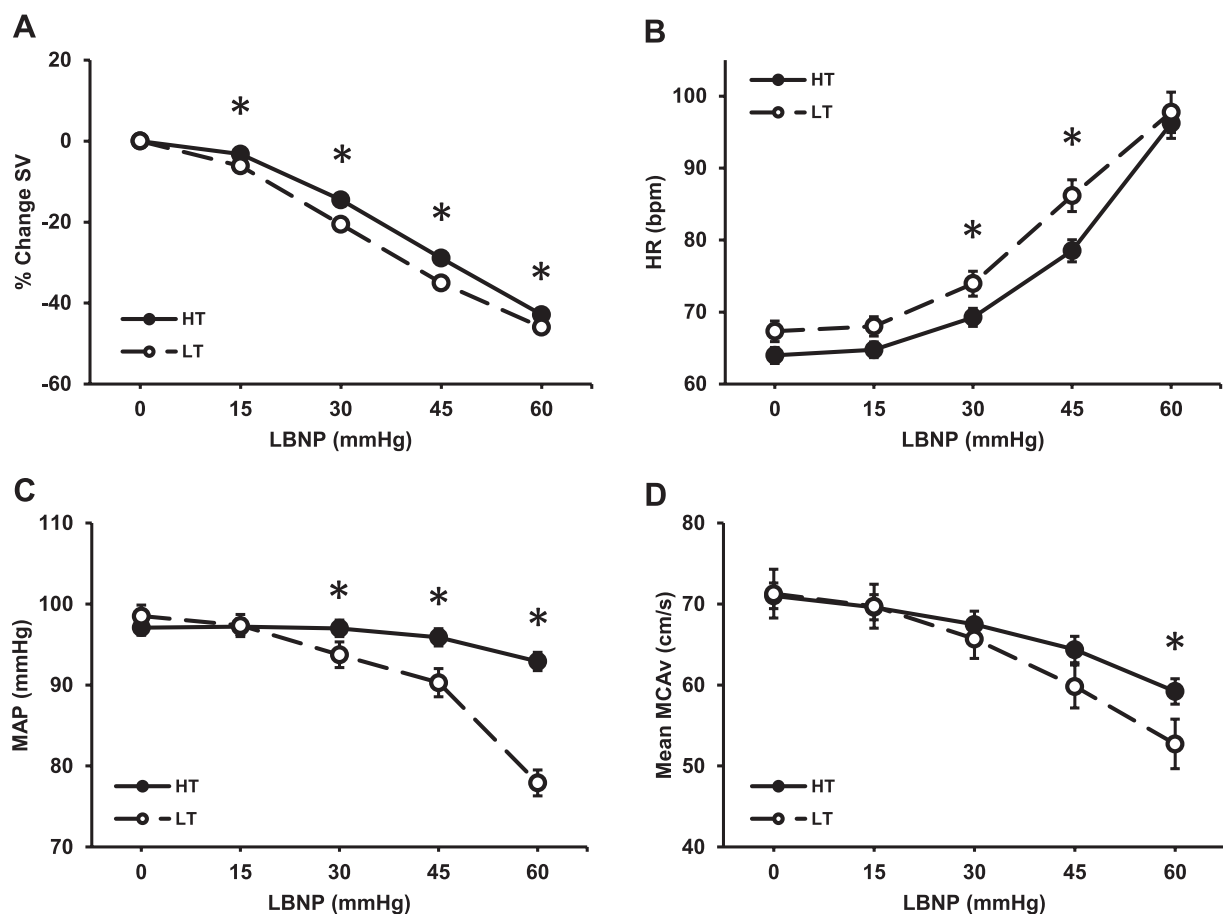 A
20
0
-20
-40
-60
% Change SV
*
*
*
*
HT
LT
0 15 30 45 60
LBNP (mmHg)
B
100
90
80
70
60
HR (bpm)
HT
LT
*
*
0 15 30 45 60
LBNP (mmHg)
C
110
100
90
80
70
MAP (mmHg)
*
*
*
HT
LT
0 15 30 45 60
LBNP (mmHg)
D
80
70
60
50
40
Mean MCAv (cm/s)
*
HT
LT
0 15 30 45 60
LBNP (mmHg)